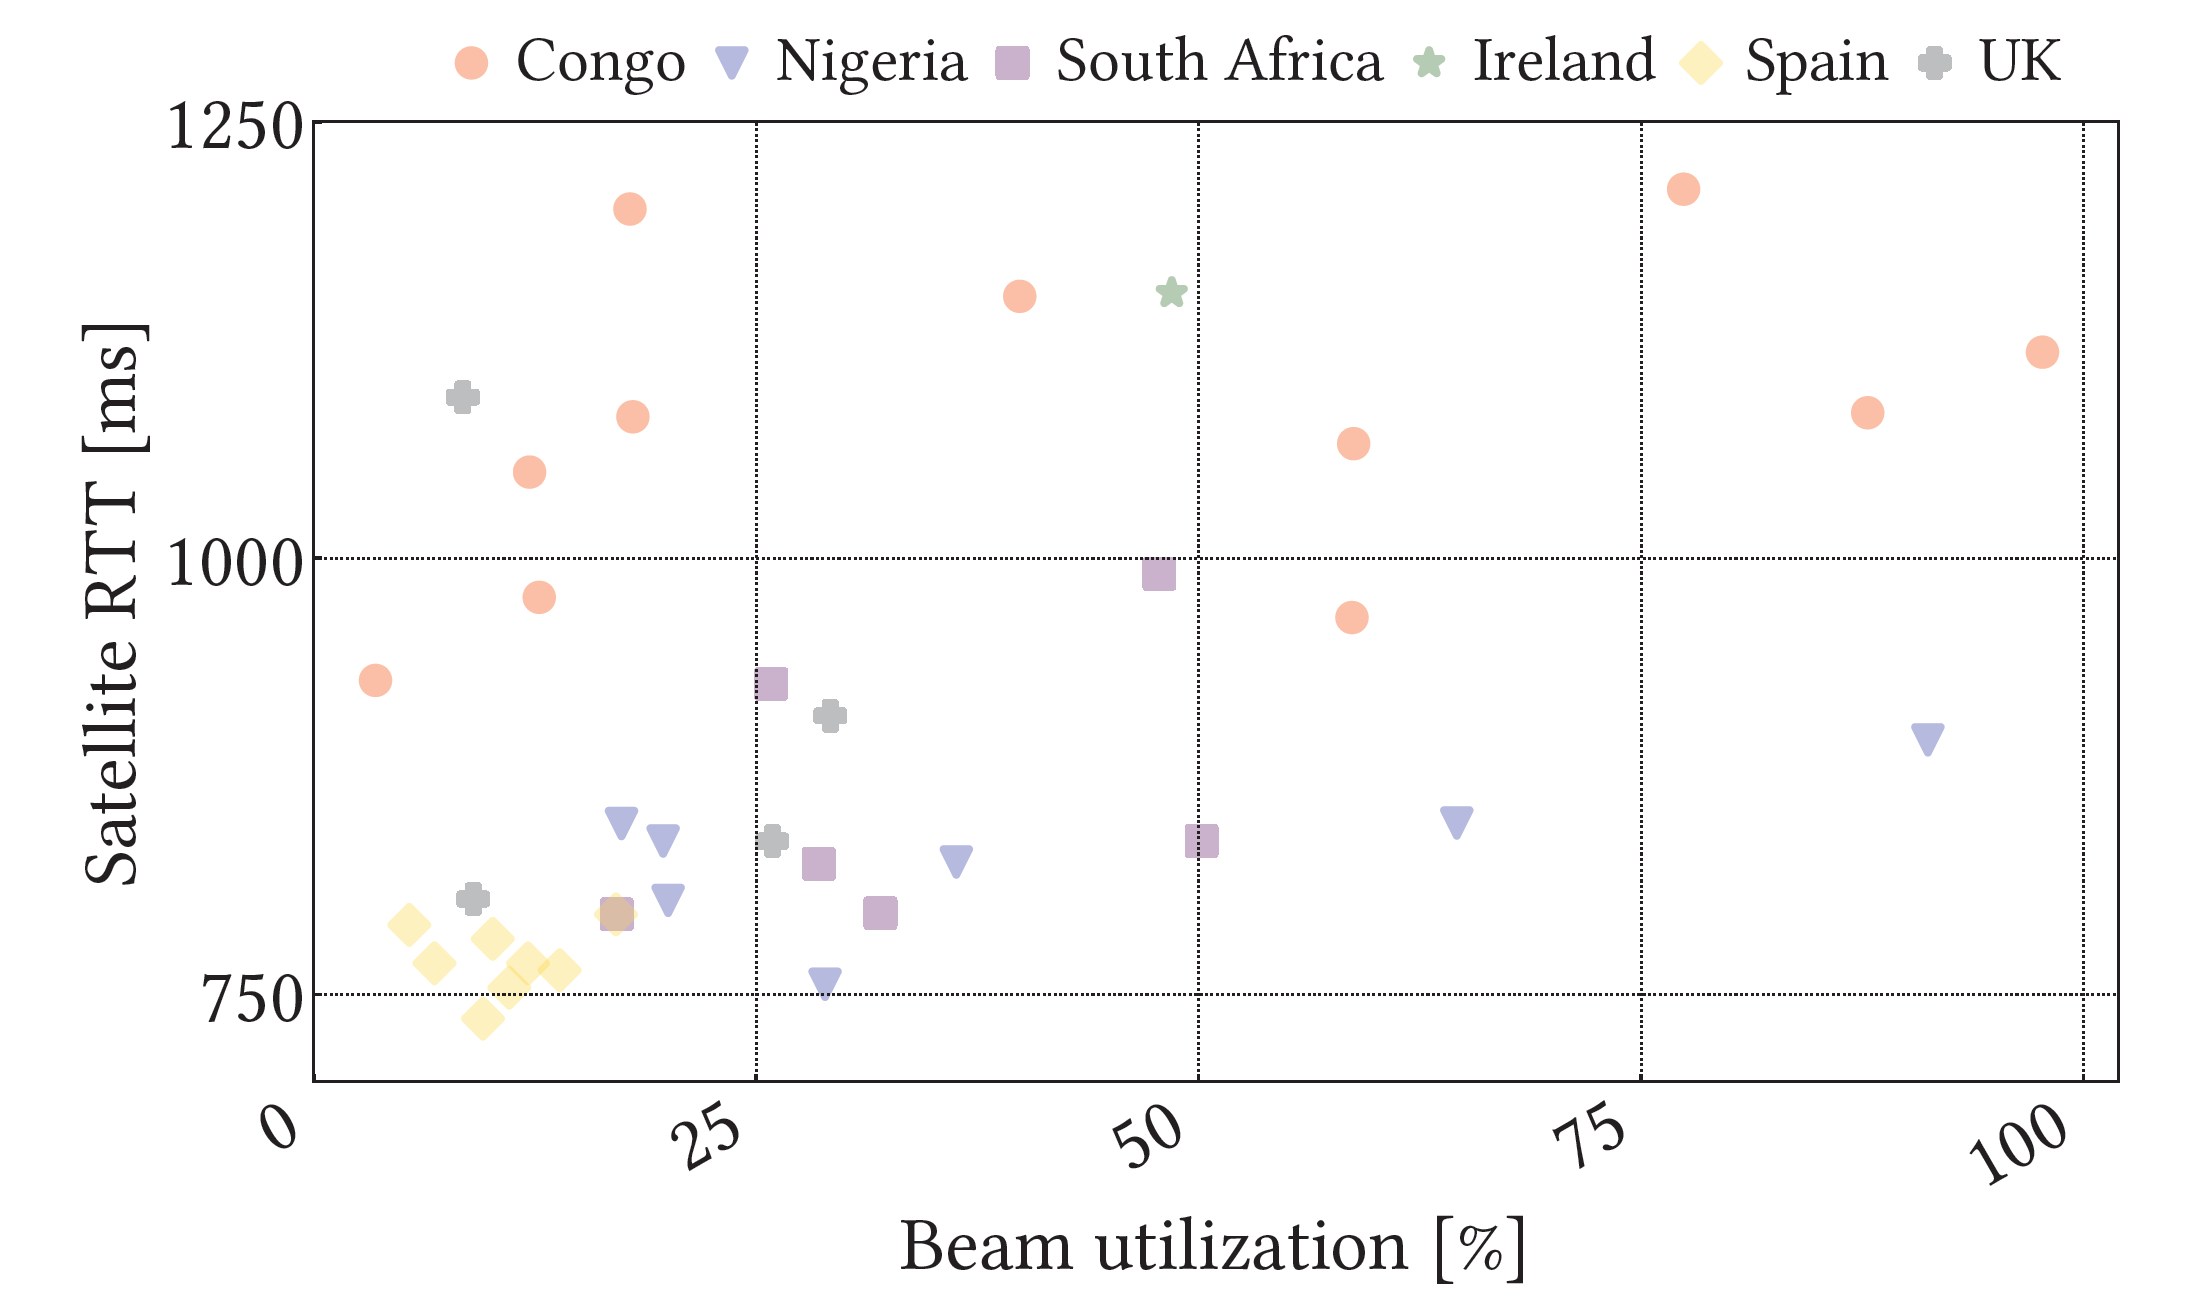 Congo Nigeria South Africa Ireland Spain UK
1250
1000
750
Satellite RTT [ms]
0 25 50 75 100
Beam utilization [%]